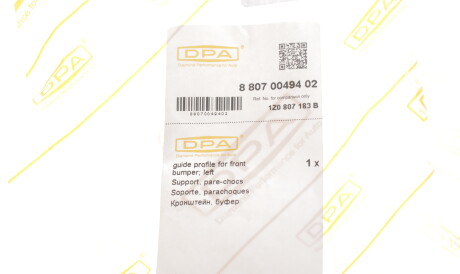 DPA
8 807 00494 02
Ref. No. for comparison only
1Z0 807 183 B
88070049402
DPA
guide profile for front
bumper; left
1 x
Support, pare-chocs
Soporte, parachoques
Кронштейн, буфер